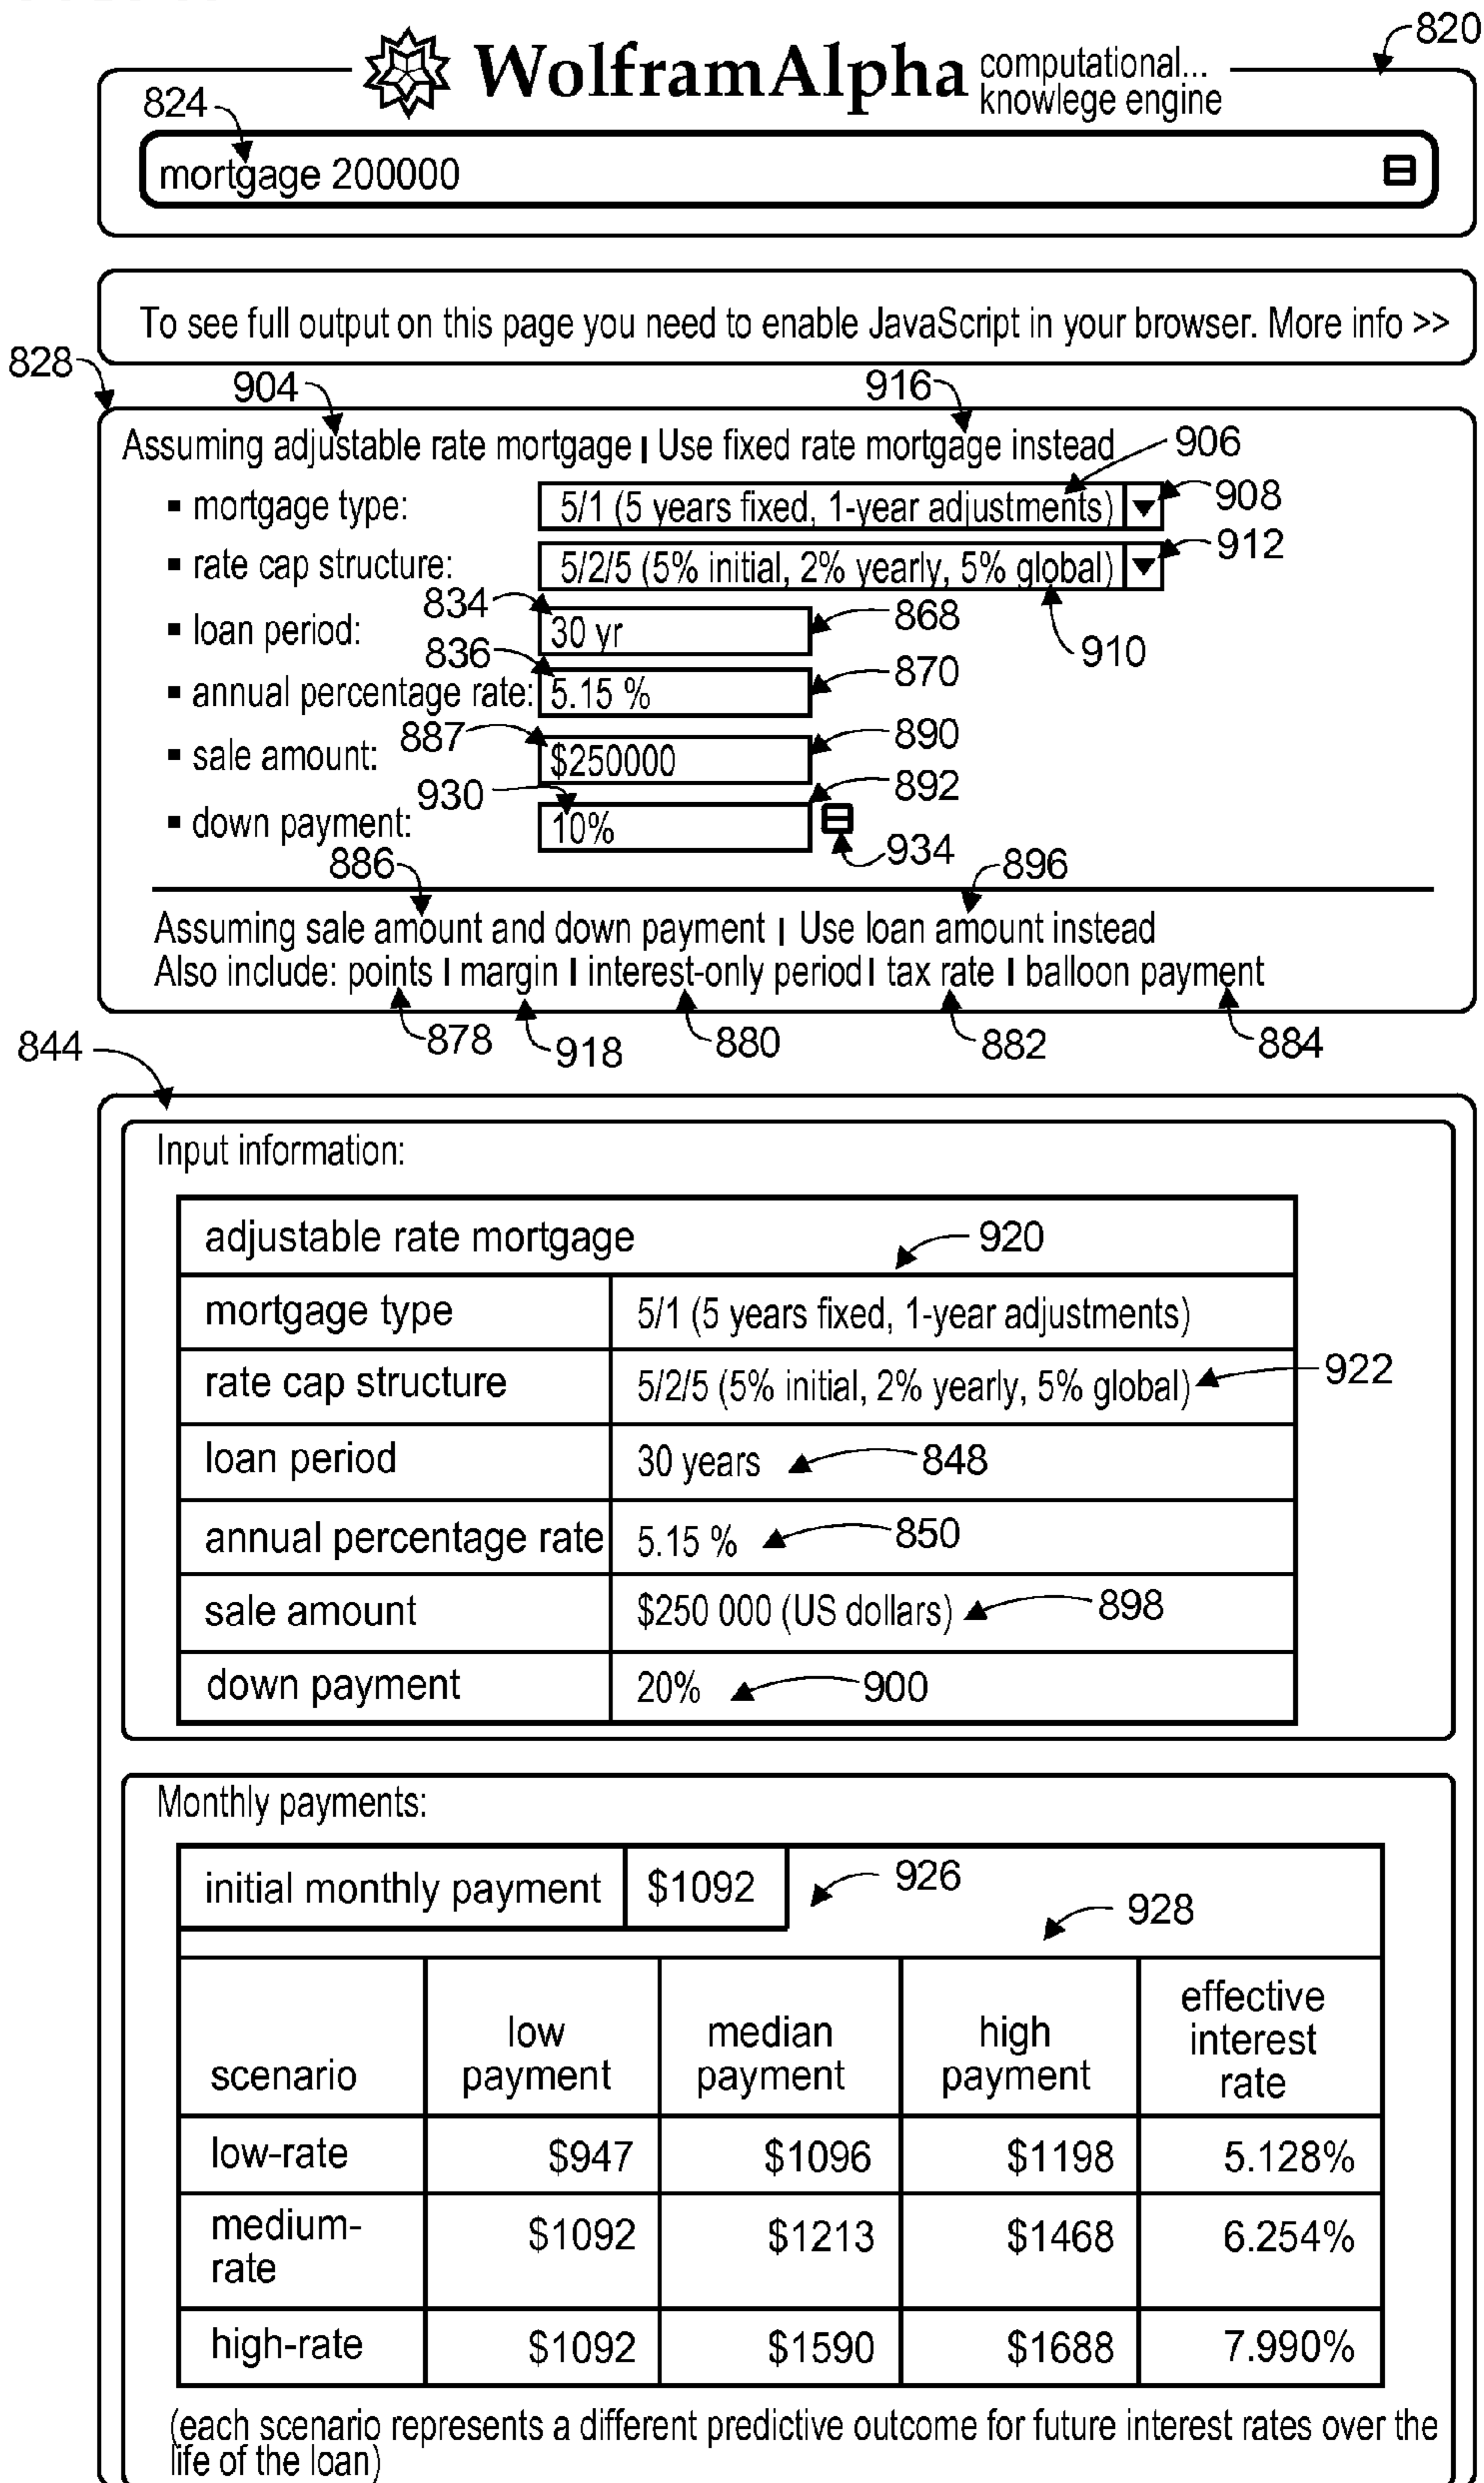 820
WolframAlpha computational...
knowlege engine
824
mortgage 200000
To see full output on this page you need to enable JavaScript in your browser. More info >>
828
904
916
Assuming adjustable rate mortgage | Use fixed rate mortgage instead
906
▪ mortgage type: 5/1 (5 years fixed, 1-year adjustments)
908
▪ rate cap structure: 5/2/5 (5% initial, 2% yearly, 5% global)
912
834
▪ loan period: 30 yr
868
910
836
▪ annual percentage rate: 5.15 %
870
887
▪ sale amount: $250000
890
930
892
▪ down payment: 10%
934
886
896
Assuming sale amount and down payment | Use loan amount instead
Also include: points | margin | interest-only period | tax rate | balloon payment
878
918
880
882
884
844
Input information:
adjustable rate mortgage
920
mortgage type 5/1 (5 years fixed, 1-year adjustments)
rate cap structure 5/2/5 (5% initial, 2% yearly, 5% global)
922
loan period 30 years 848
annual percentage rate 5.15 % 850
sale amount $250 000 (US dollars) 898
down payment 20% 900
Monthly payments:
initial monthly payment $1092 926
928
scenario low payment median payment high payment effective interest rate
low-rate $947 $1096 $1198 5.128%
medium-rate $1092 $1213 $1468 6.254%
high-rate $1092 $1590 $1688 7.990%
(each scenario represents a different predictive outcome for future interest rates over the
life of the loan)